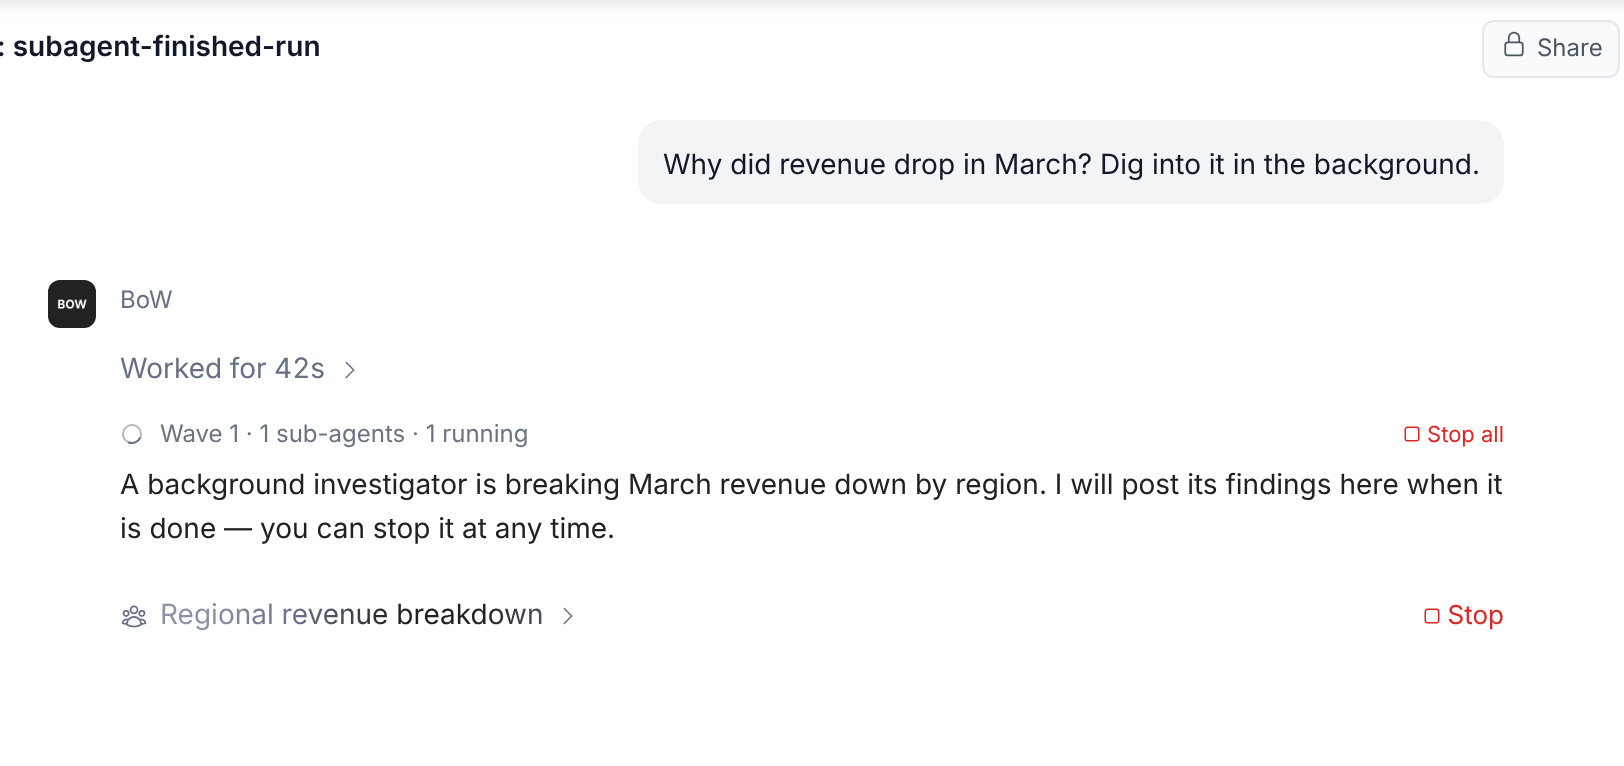 : subagent-finished-run
Share
Why did revenue drop in March? Dig into it in the background.
BOW
BoW
Worked for 42s
Wave 1 · 1 sub-agents · 1 running
Stop all
A background investigator is breaking March revenue down by region. I will post its findings here when it
is done — you can stop it at any time.
Regional revenue breakdown
Stop